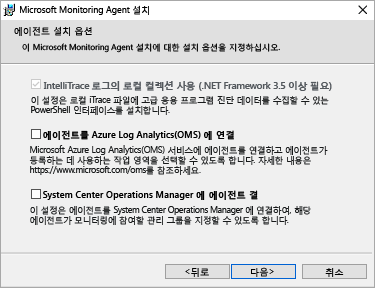 Microsoft Monitoring Agent 설치
에이전트 설치 옵션
이 Microsoft Monitoring Agent 설치에 대한 설치 옵션을 지정하십시오.
IntelliTrace 로그의 로컬 컬렉션 사용 (.NET Framework 3.5 이상 필요)
이 설정은 로컬 iTrace 파일에 고급 응용 프로그램 진단 데이터를 수집할 수 있는
PowerShell 인터페이스를 설치합니다.
에이전트를 Azure Log Analytics(OMS) 에 연결
Microsoft Azure Log Analytics(OMS) 서비스에 에이전트를 연결하고 에이전트가
등록하는 데 사용하는 작업 영역을 선택할 수 있도록 합니다. 자세한 내용은
https://www.microsoft.com/oms를 참조하세요.
System Center Operations Manager 에 에이전트 결
이 설정은 에이전트를 System Center Operations Manager 에 연결하여, 해당
에이전트가 모니터링에 참여할 관리 그룹을 지정할 수 있도록 합니다.
<뒤로 다음> 취소